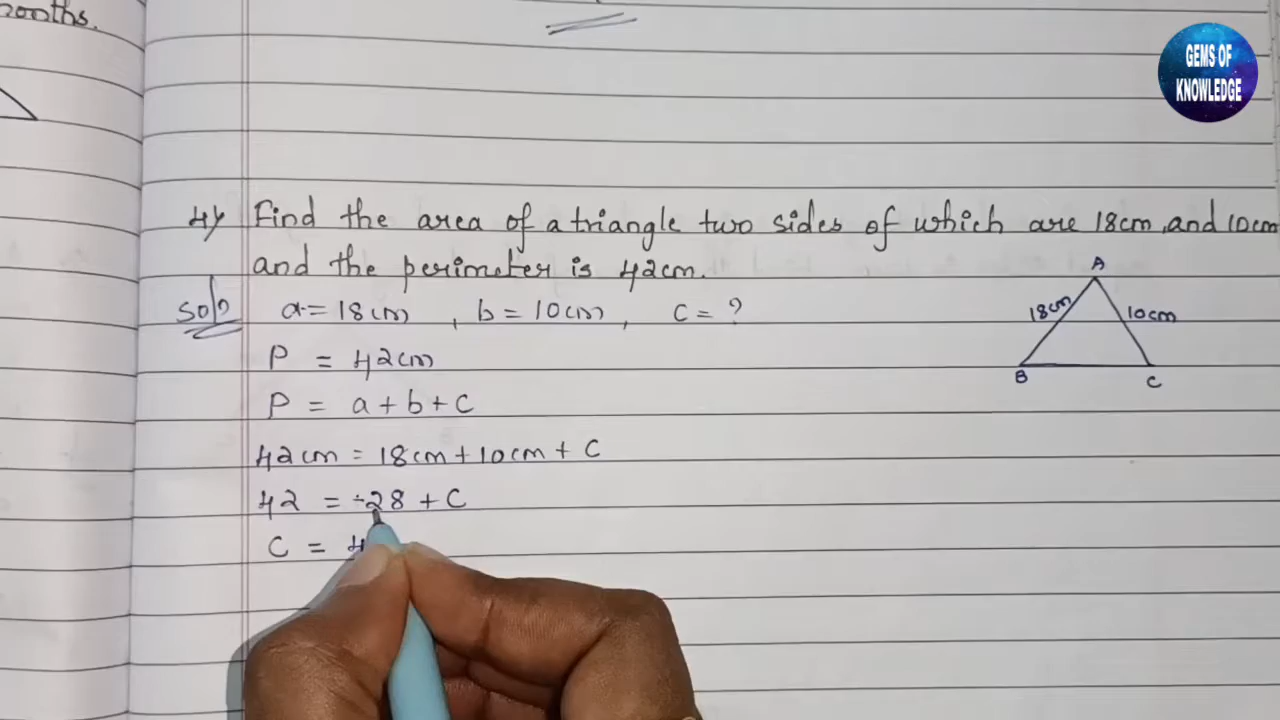 GEMS OF
KNOWLEDGE
4) Find the area of a triangle two sides of which are 18cm, and 10cm
and the perimeter is 42cm.
Soln a = 18cm , b = 10cm, c = ?
P = 42cm
P = a + b + c
42cm = 18cm + 10cm + c
42 = 28 + c
c = 4
A
18cm
10cm
B
C